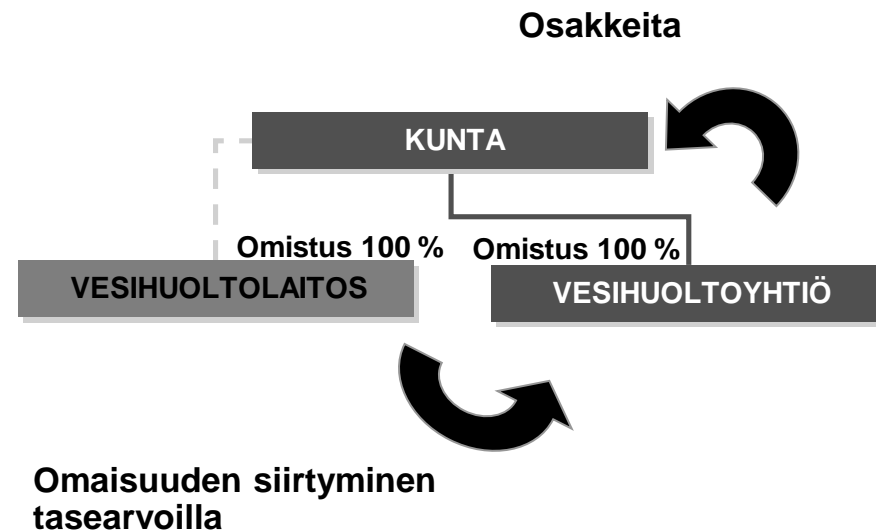 Osakkeita
KUNTA
Omistus 100 % Omistus 100 %
VESIHUOLTOLAITOS
VESIHUOLTOYHTIÖ
Omaisuuden siirtyminen
tasearvoilla